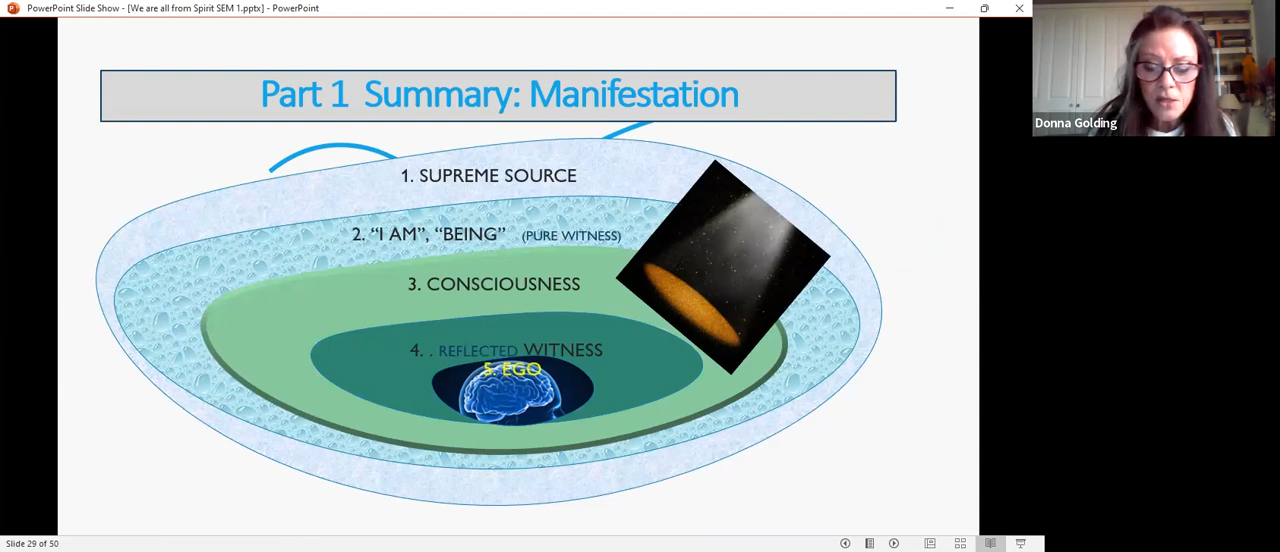 PowerPoint Slide Show - [We are all from Spirit SEM 1.pptx] - PowerPoint
Part 1 Summary: Manifestation
Donna Golding
1. SUPREME SOURCE
2. “I AM”, “BEING” (PURE WITNESS)
3. CONSCIOUSNESS
4. . REFLECTED WITNESS
5. EGO
Slide 29 of 50